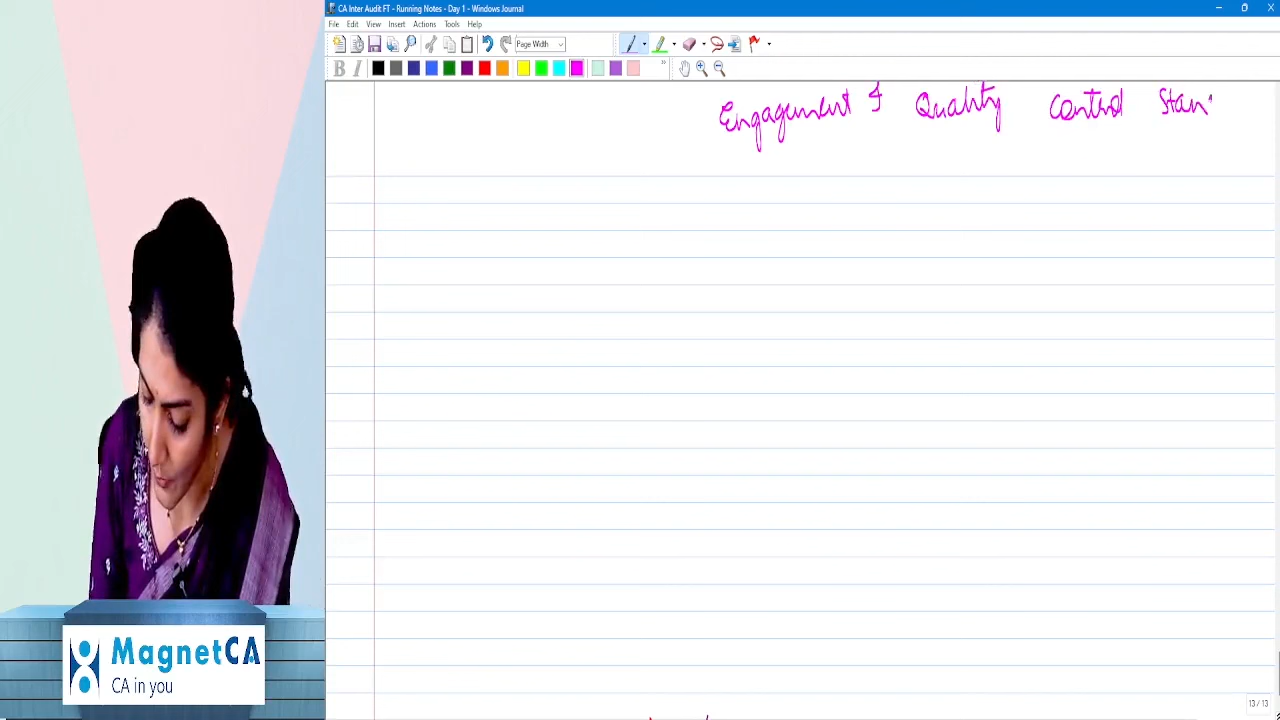 CA Inter Audit FT - Running Notes - Day 1 - Windows Journal
File Edit View Insert Actions Tools Help
Page Width
B I
Engagement & Quality Control Stan
13 / 13
MagnetCA
CA in you